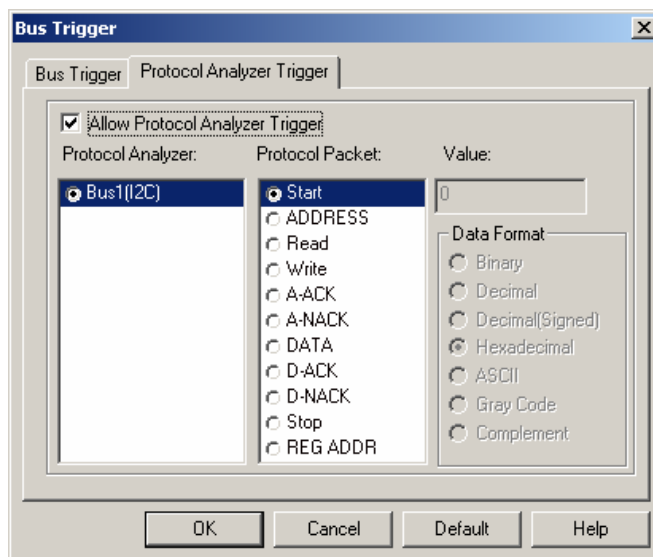 Bus Trigger
Bus Trigger
Protocol Analyzer Trigger
Allow Protocol Analyzer Trigger
Protocol Analyzer:
Protocol Packet:
Value:
Bus1(I2C)
Start
ADDRESS
Read
Write
A-ACK
A-NACK
DATA
D-ACK
D-NACK
Stop
REG ADDR
0
Data Format
Binary
Decimal
Decimal(Signed)
Hexadecimal
ASCII
Gray Code
Complement
OK
Cancel
Default
Help